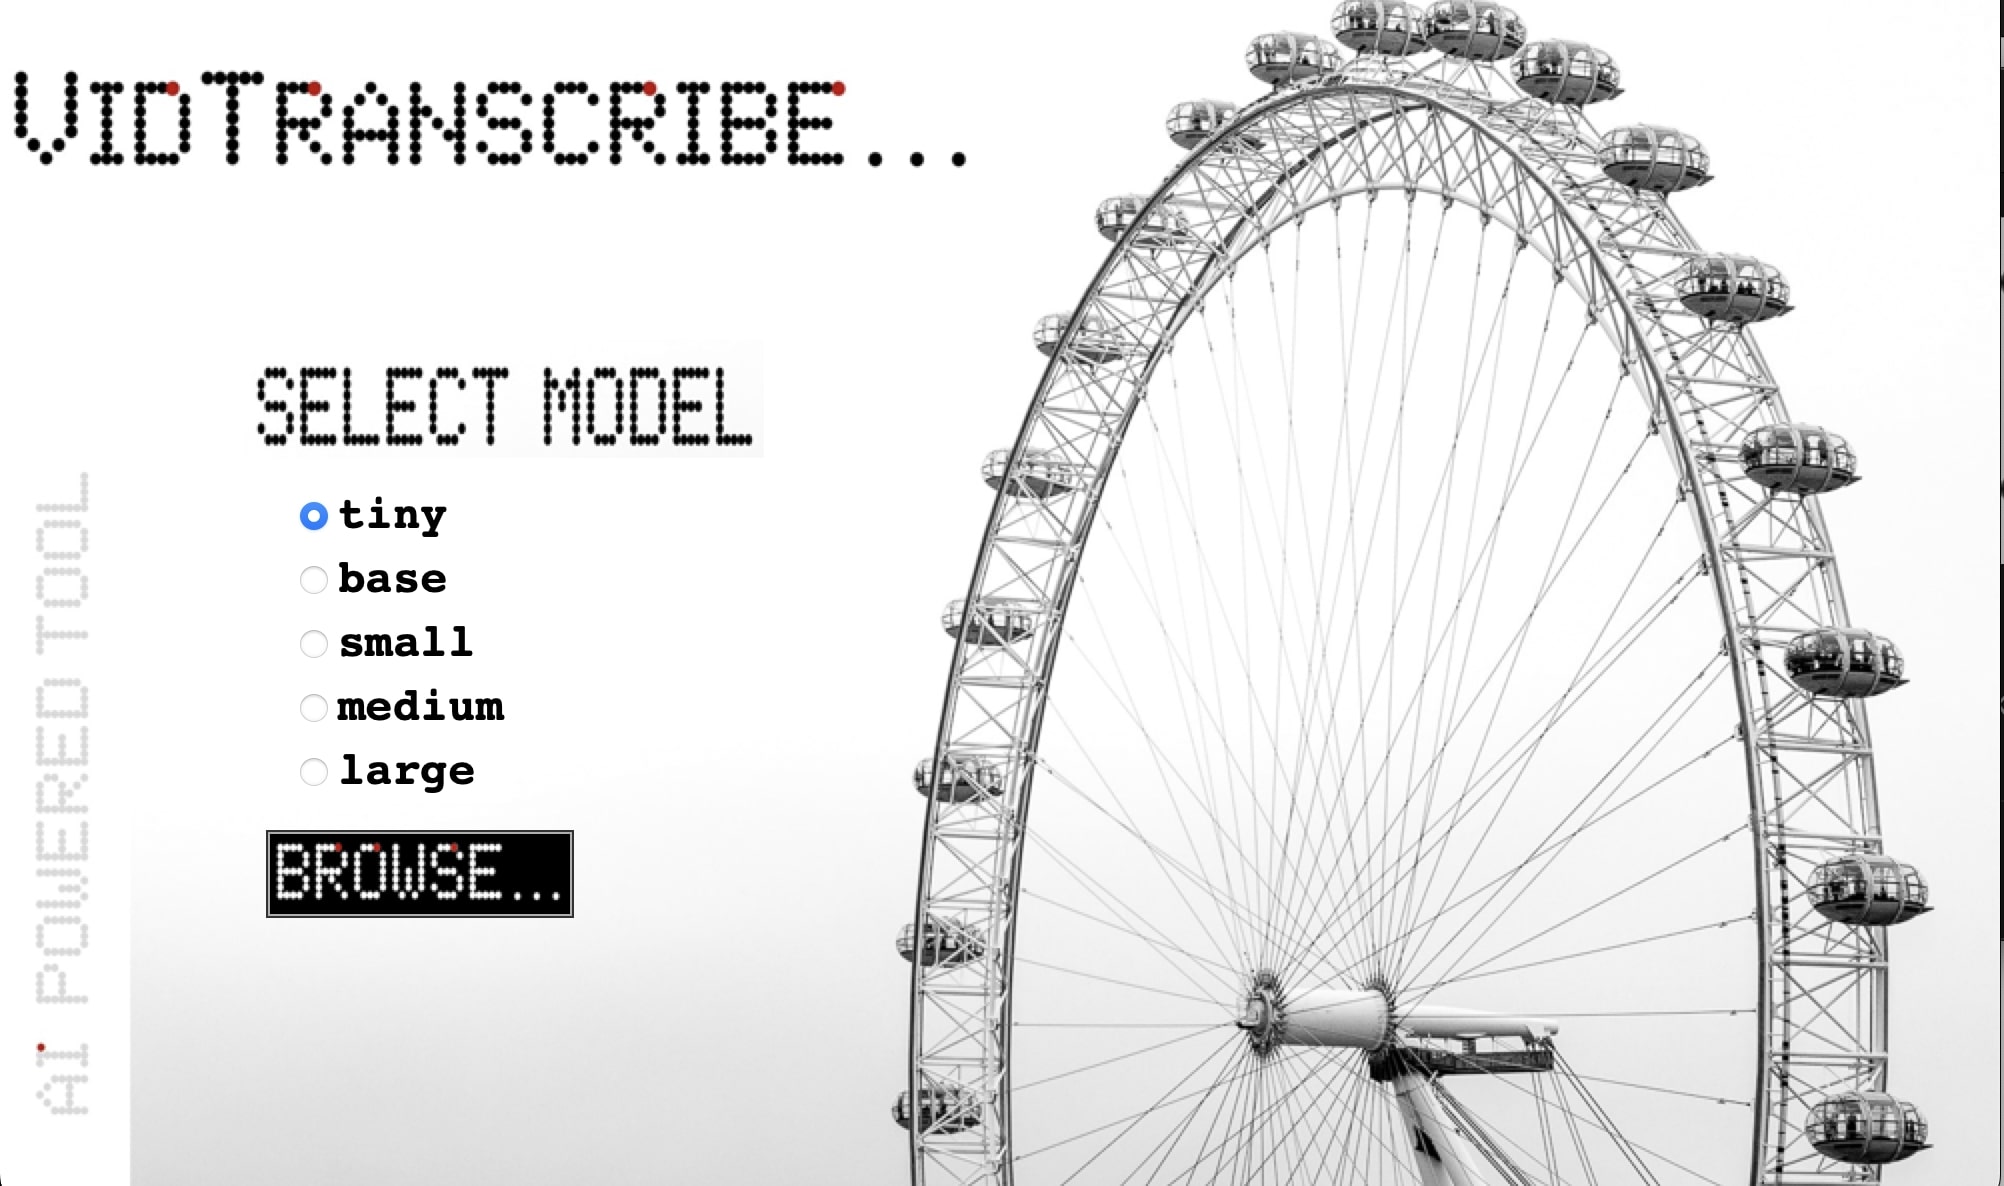 VIDTRANSCRIBE...
SELECT MODEL
tiny
base
small
medium
large
BROWSE...
AI POWERED TOOL